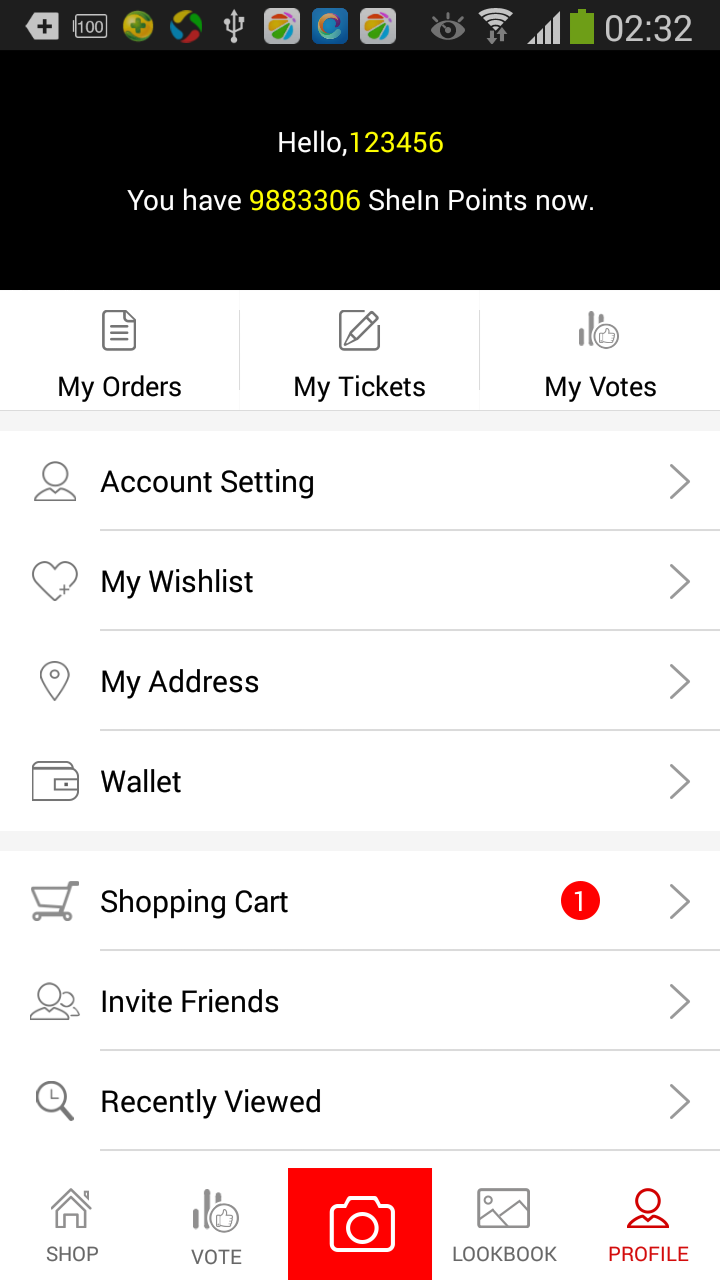 100 02:32
Hello,123456
You have 9883306 SheIn Points now.
My Orders My Tickets My Votes
Account Setting
My Wishlist
My Address
Wallet
Shopping Cart 1
Invite Friends
Recently Viewed
SHOP VOTE LOOKBOOK PROFILE